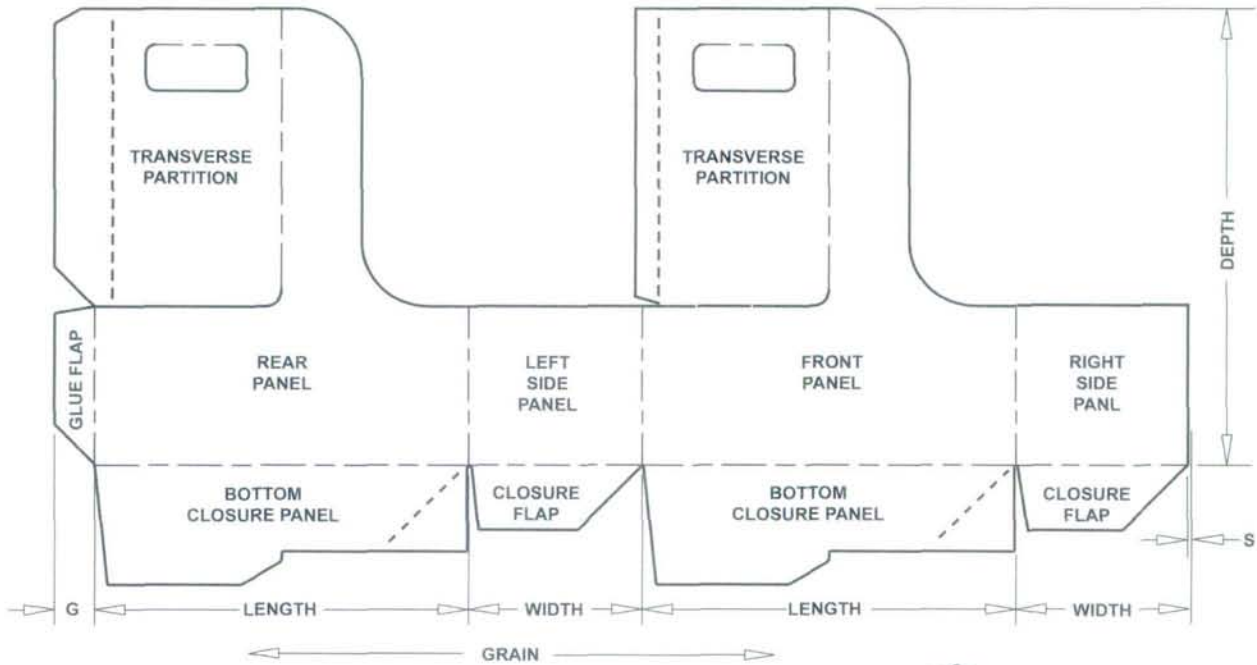 TRANSVERSE
PARTITION
TRANSVERSE
PARTITION
DEPTH
GLUE FLAP
REAR
PANEL
LEFT
SIDE
PANEL
FRONT
PANEL
RIGHT
SIDE
PANL
BOTTOM
CLOSURE PANEL
CLOSURE
FLAP
BOTTOM
CLOSURE PANEL
CLOSURE
FLAP
S
G
LENGTH
WIDTH
LENGTH
WIDTH
GRAIN